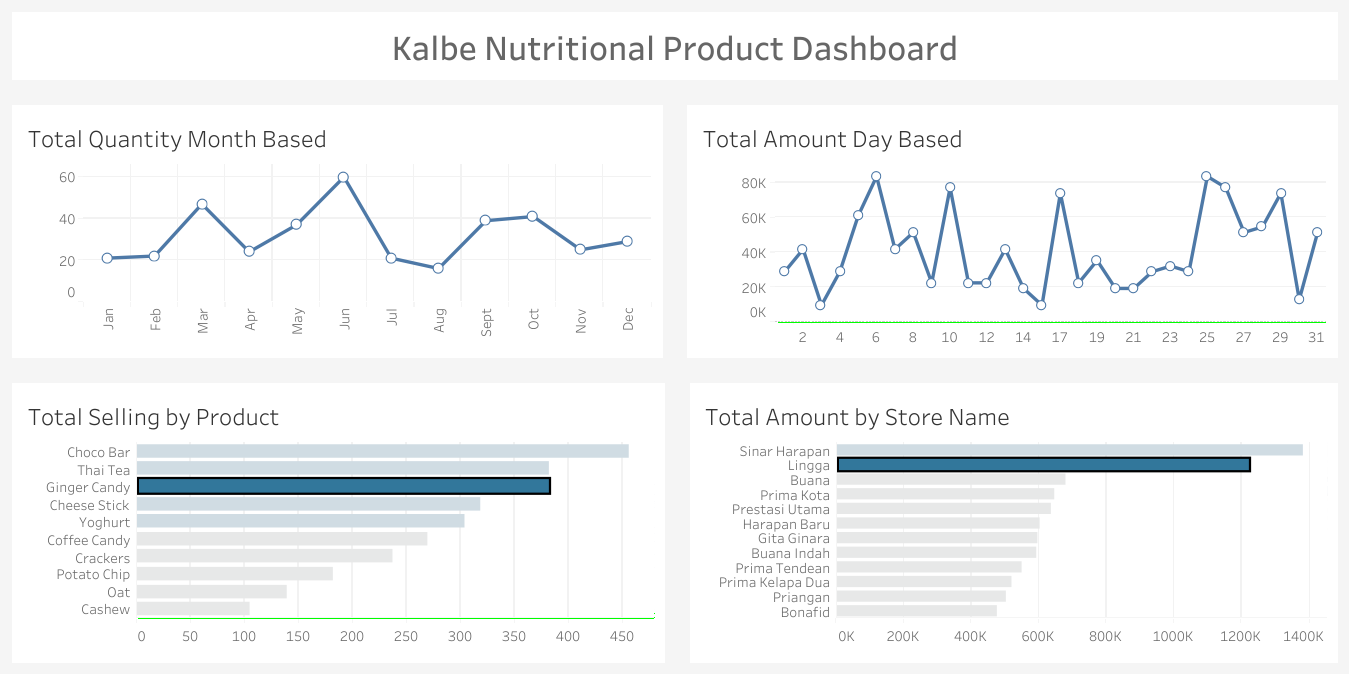 Kalbe Nutritional Product Dashboard
Total Quantity Month Based
60
40
20
0
Jan
Feb
Mar
Apr
May
Jun
Jul
Aug
Sept
Oct
Nov
Dec
Total Amount Day Based
80K
60K
40K
20K
0K
2 4 6 8 10 12 14 17 19 21 23 25 27 29 31
Total Selling by Product
Choco Bar
Thai Tea
Ginger Candy
Cheese Stick
Yoghurt
Coffee Candy
Crackers
Potato Chip
Oat
Cashew
0 50 100 150 200 250 300 350 400 450
Total Amount by Store Name
Sinar Harapan
Lingga
Buana
Prima Kota
Prestasi Utama
Harapan Baru
Gita Ginara
Buana Indah
Prima Tendean
Prima Kelapa Dua
Priangan
Bonafid
0K 200K 400K 600K 800K 1000K 1200K 1400K